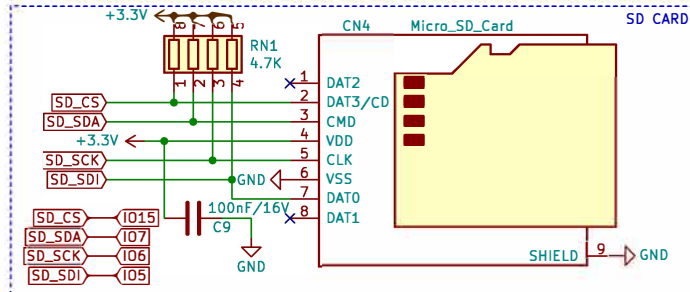 +3.3V
8 7 6 5
RN1
4.7K
1 2 3 4
CN4 Micro_SD_Card
SD CARD
1 DAT2
SD_CS 2 DAT3/CD
SD_SDA 3 CMD
+3.3V 4 VDD
SD_SCK 5 CLK
SD_SDI GND 6 VSS
7 DAT0
100nF/16V 8 DAT1
C9
GND
SD_CS IO15
SD_SDA IO7
SD_SCK IO6
SD_SDI IO5
SHIELD 9 GND